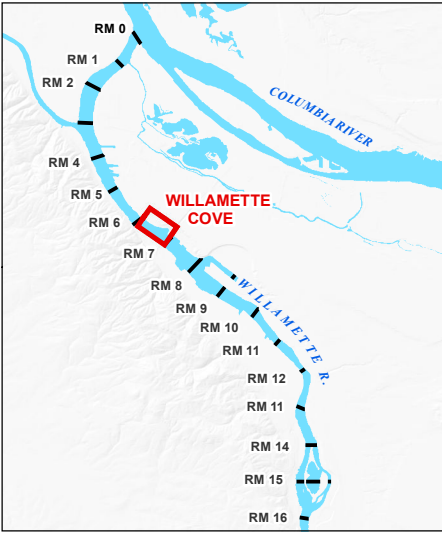 RM 0
RM 1
RM 2
COLUMBIA RIVER
RM 4
RM 5
WILLAMETTE
COVE
RM 6
RM 7
RM 8
WILLAMETTE R.
RM 9
RM 10
RM 11
RM 12
RM 11
RM 14
RM 15
RM 16